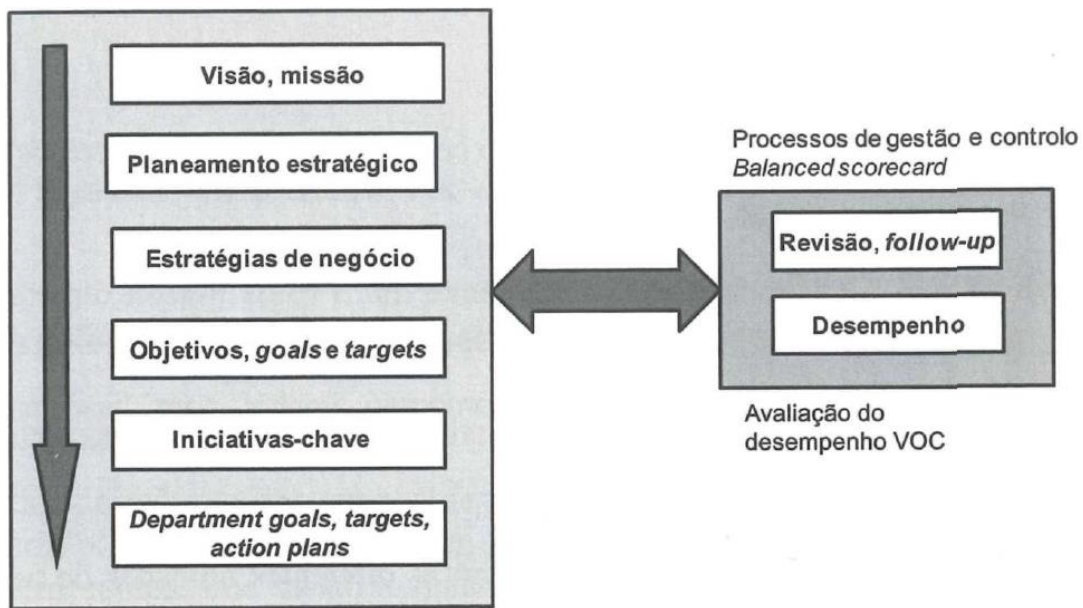 Visão, missão
Planeamento estratégico
Estratégias de negócio
Objetivos, goals e targets
Iniciativas-chave
Department goals, targets,
action plans
Processos de gestão e controlo
Balanced scorecard
Revisão, follow-up
Desempenho
Avaliação do
desempenho VOC